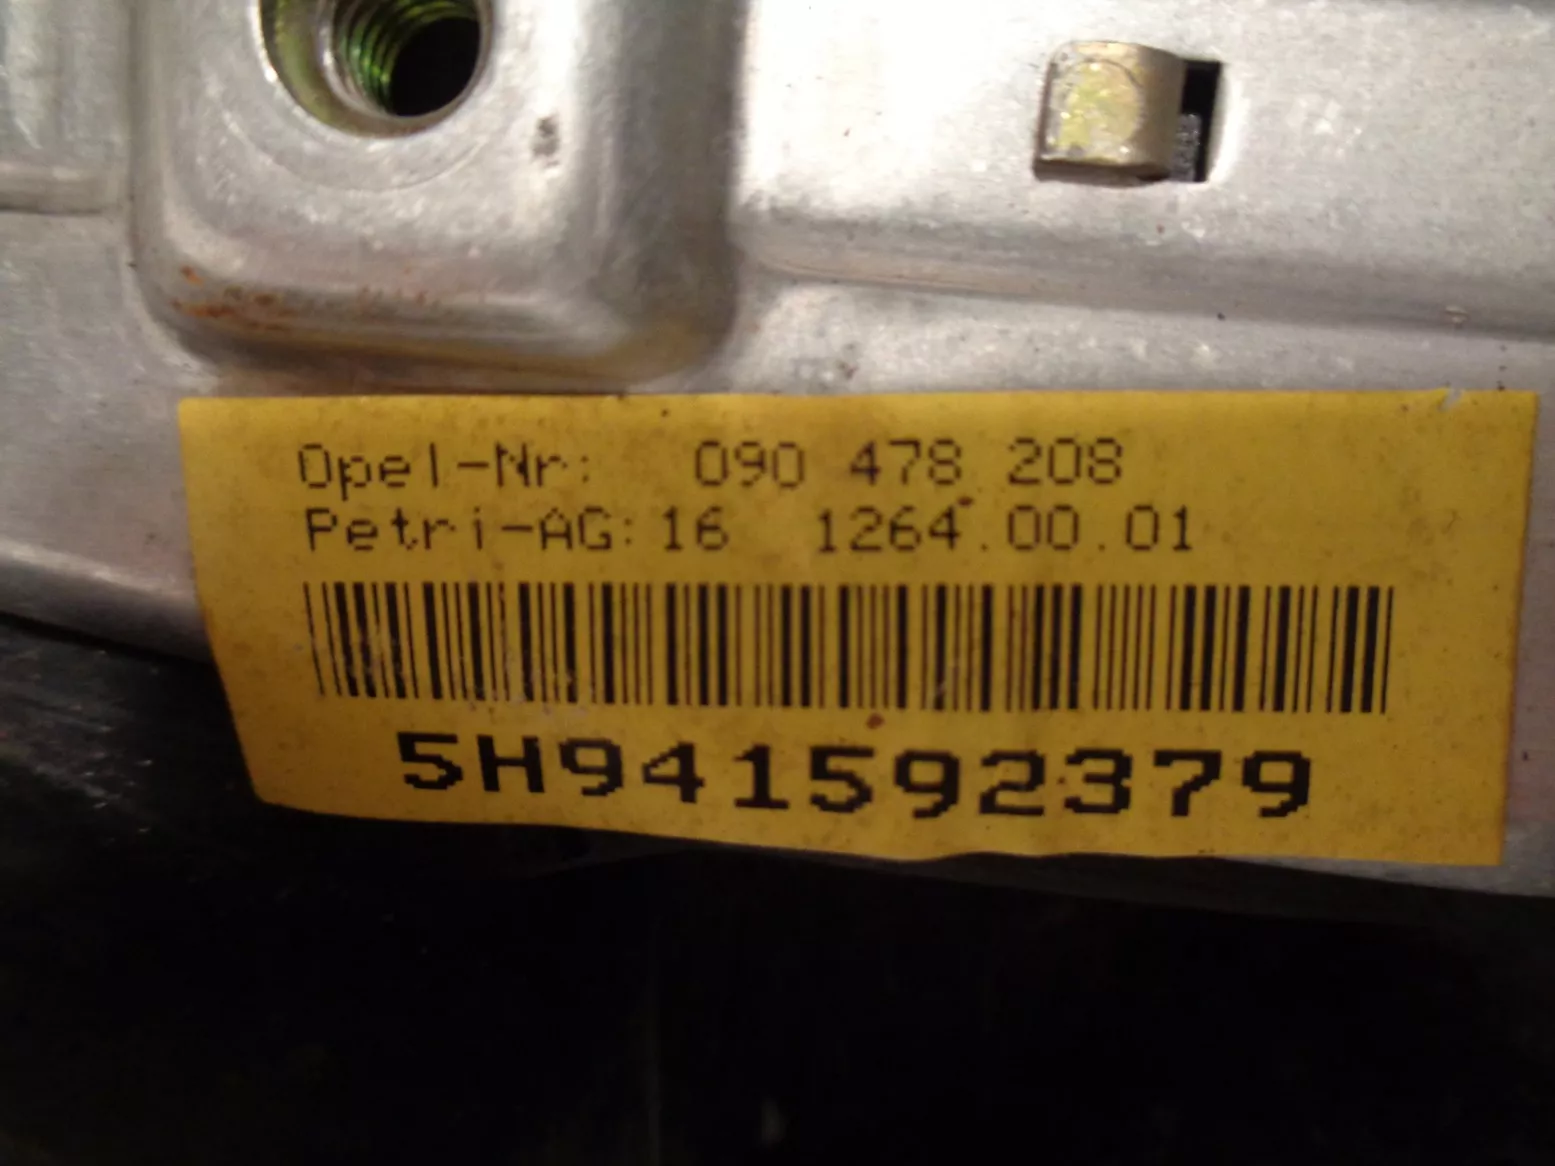 Opel-Nr: 090 478 208
Petri-AG: 16 1264.00.01
5H941592379